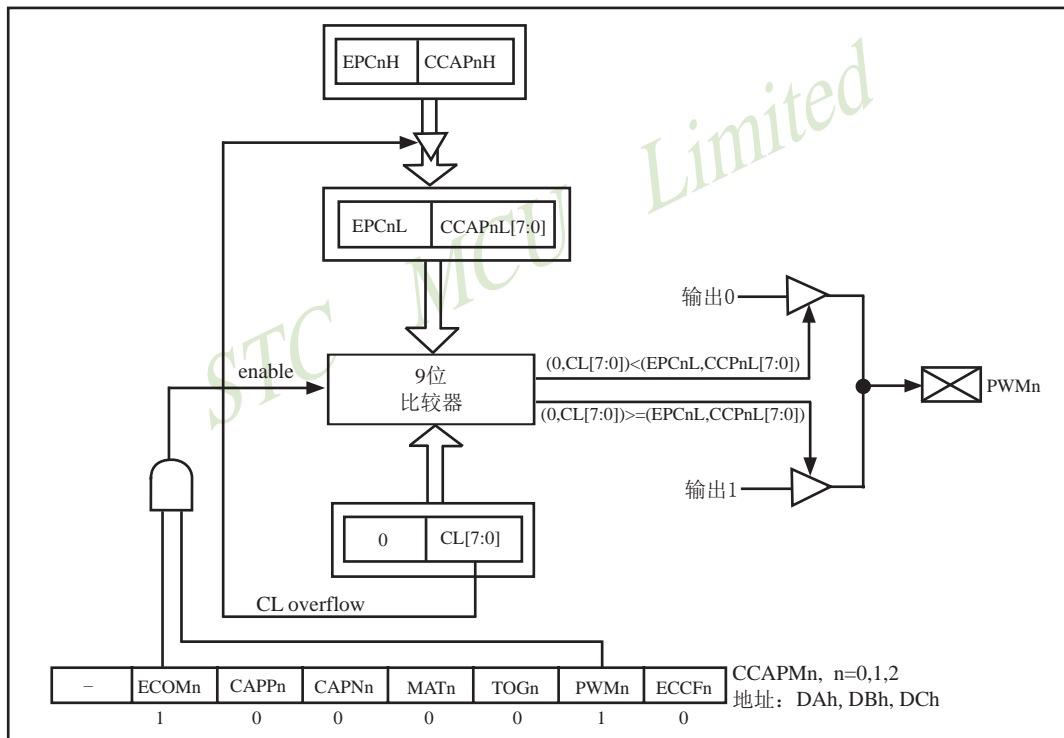 EPCnH CCAPnH
STC MCU Limited
EPCnL CCAPnL[7:0]
输出0
enable
9位
比较器
(0,CL[7:0])<(EPCnL,CCPnL[7:0])
PWMn
(0,CL[7:0])>=(EPCnL,CCPnL[7:0])
输出1
0 CL[7:0]
CL overflow
– ECOMn CAPPn CAPNn MATn TOGn PWMn ECCFn
CCAPMn, n=0,1,2
地址：DAh, DBh, DCh
1 0 0 0 0 1 0